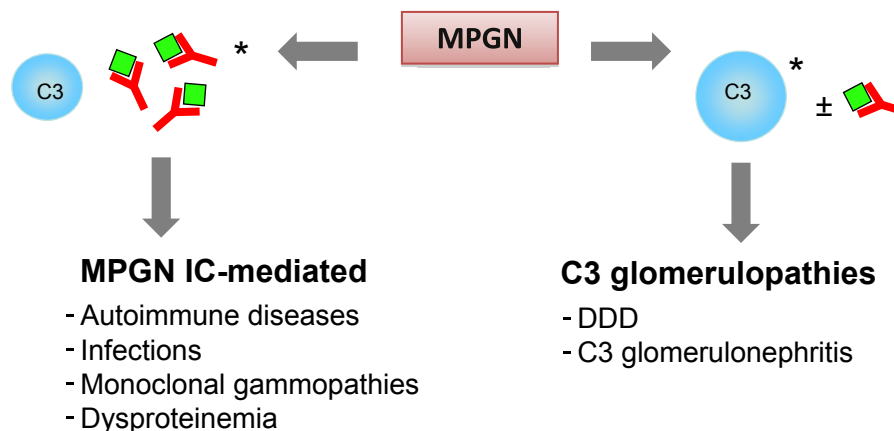 MPGN
C3
*
C3
*
±
MPGN IC-mediated
- Autoimmune diseases
- Infections
- Monoclonal gammopathies
- Dysproteinemia
C3 glomerulopathies
- DDD
- C3 glomerulonephritis